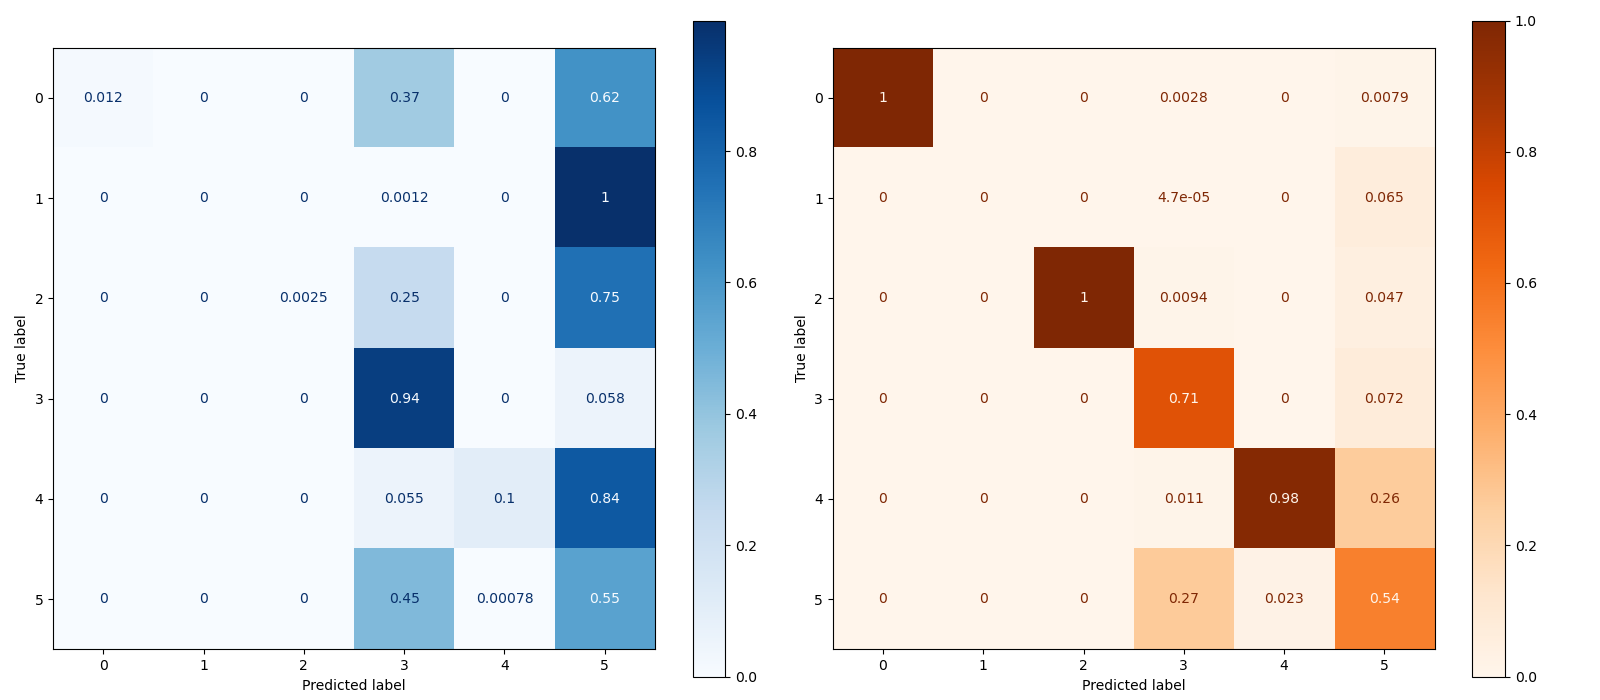 0 0.012 0 0 0.37 0 0.62
1 0 0 0 0.0012 0 1
2 0 0 0.0025 0.25 0 0.75
3 0 0 0 0.94 0 0.058
4 0 0 0 0.055 0.1 0.84
5 0 0 0 0.45 0.00078 0.55
0 1 2 3 4 5
True label
Predicted label
0.8
0.6
0.4
0.2
0.0
0 1 0 0 0.0028 0 0.0079
1 0 0 0 4.7e-05 0 0.065
2 0 0 1 0.0094 0 0.047
3 0 0 0 0.71 0 0.072
4 0 0 0 0.011 0.98 0.26
5 0 0 0 0.27 0.023 0.54
0 1 2 3 4 5
True label
Predicted label
1.0
0.8
0.6
0.4
0.2
0.0